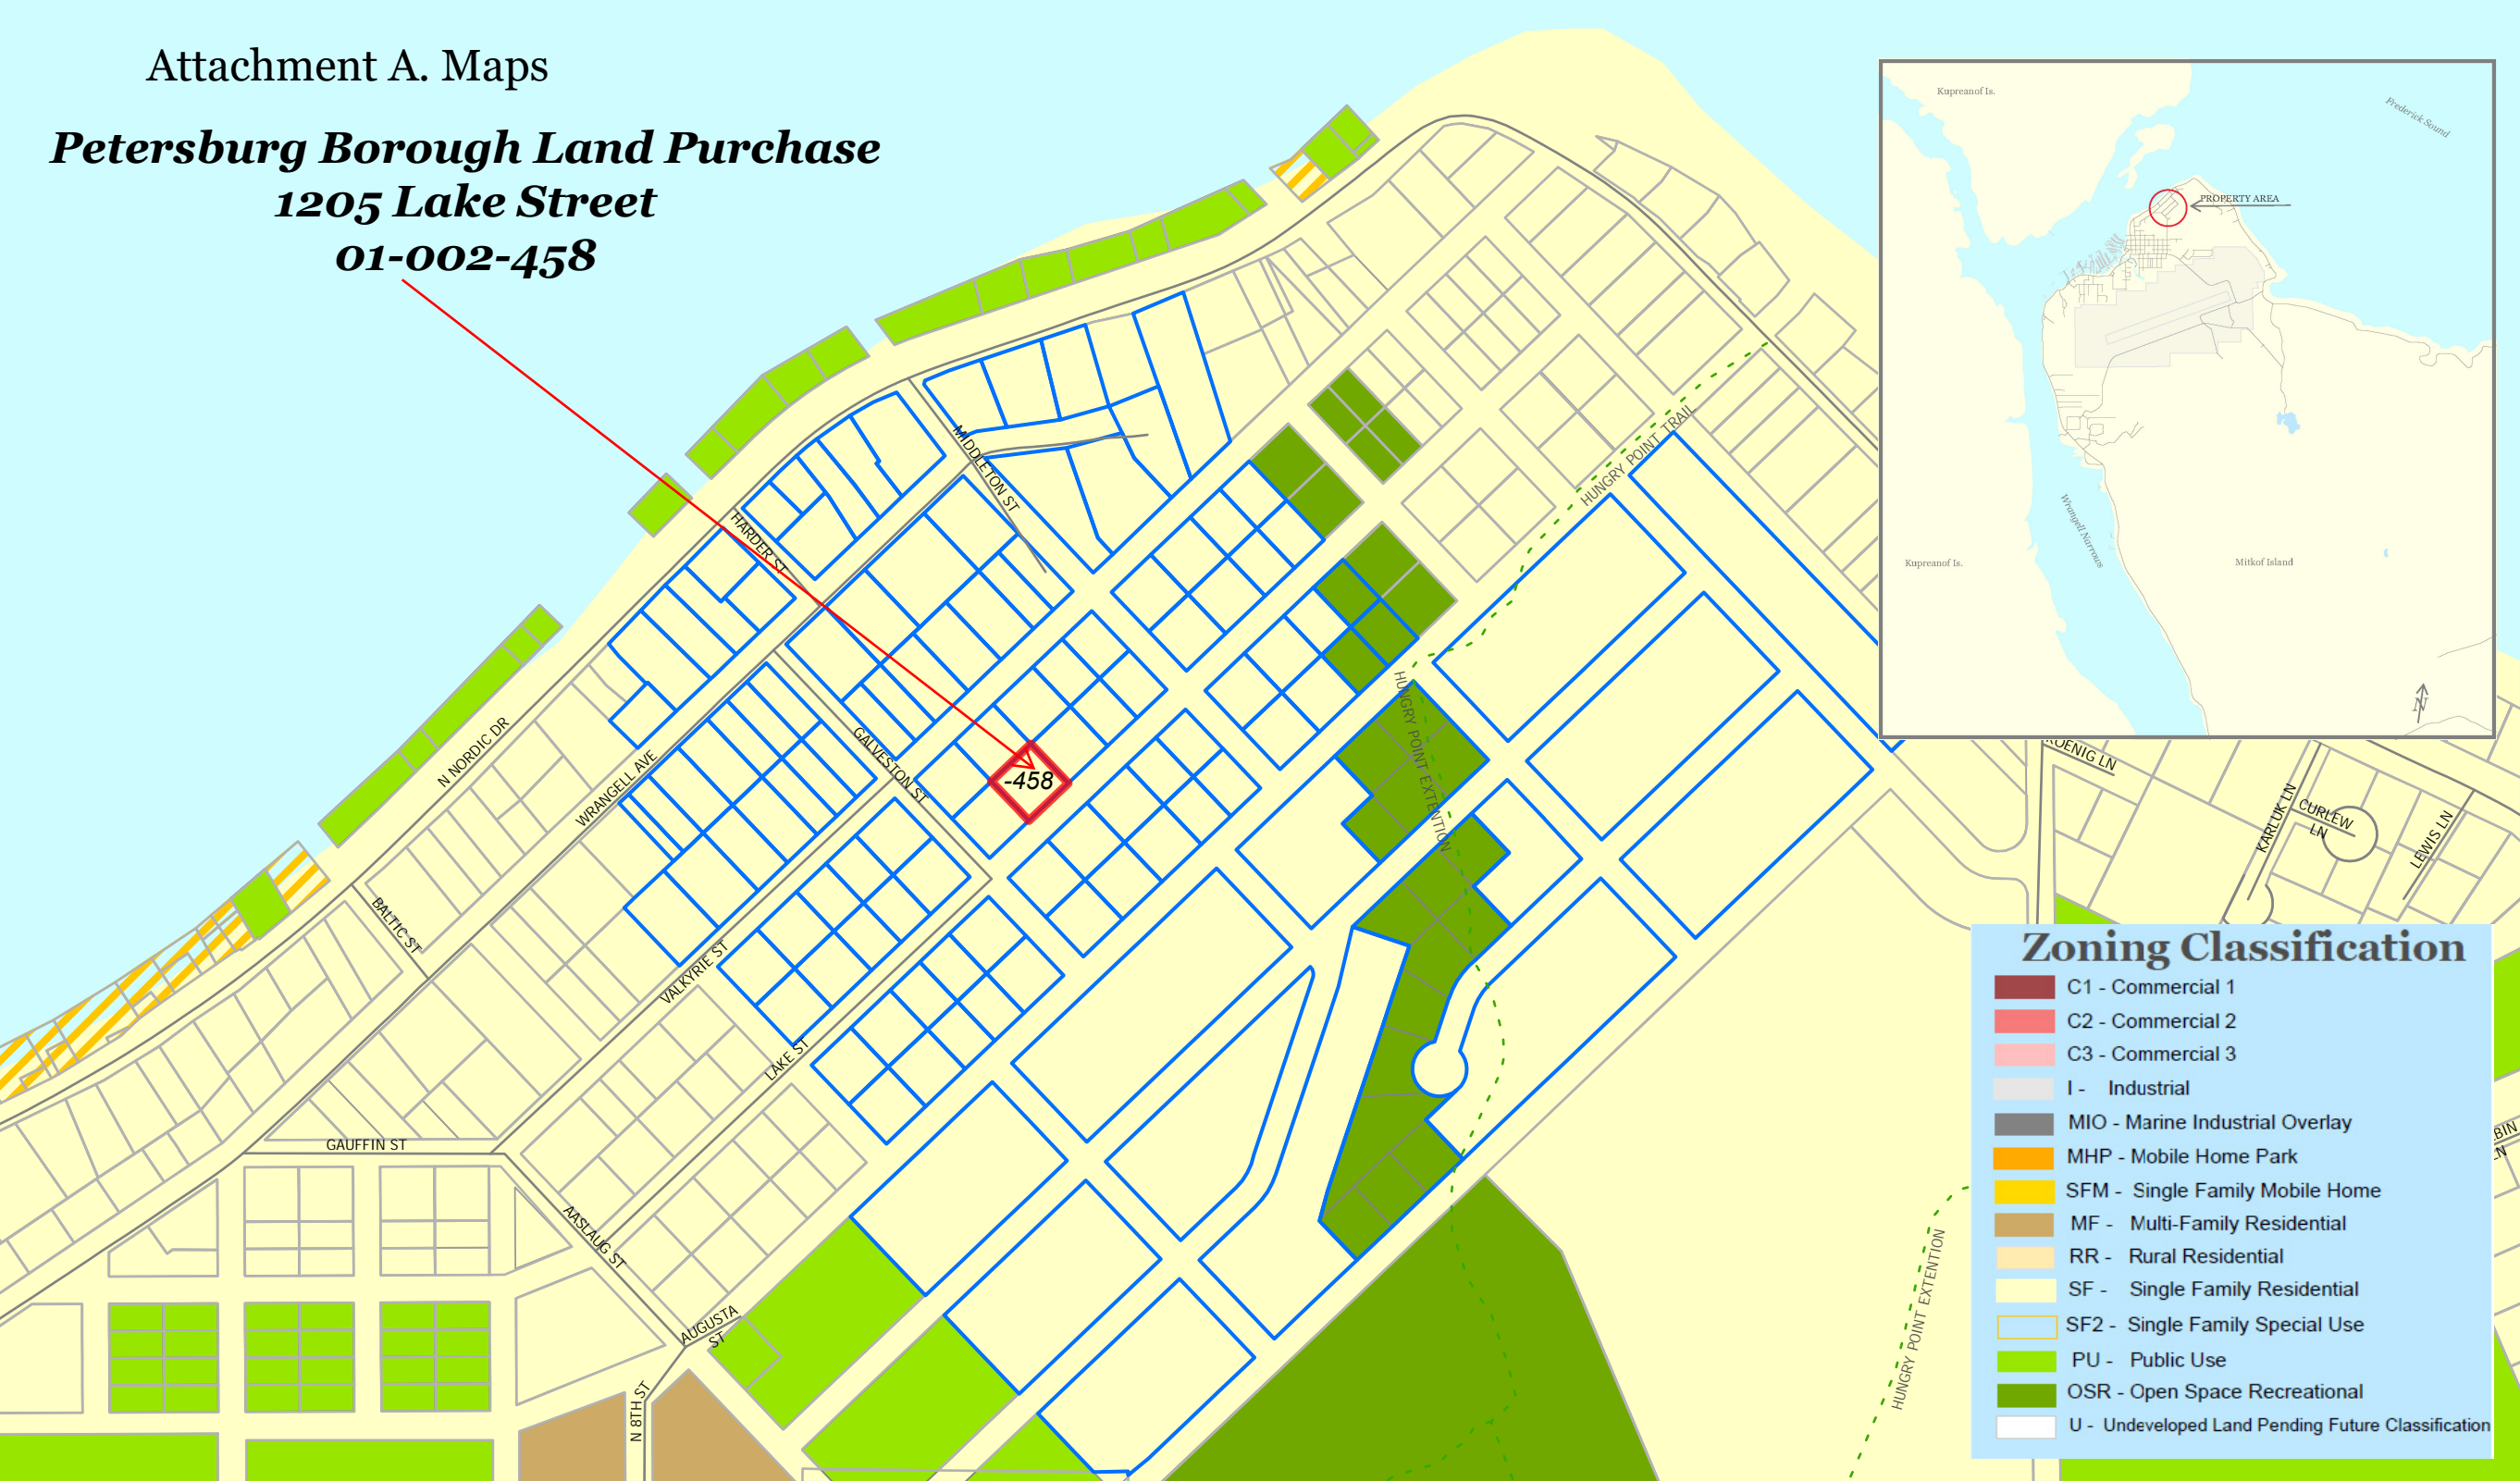 Attachment A. Maps
Petersburg Borough Land Purchase
1205 Lake Street
01-002-458
Kupreanof Is.
Frederick Sound
PROPERTY AREA
Wrangell Narrows
Kupreanof Is.
Mitkof Island
N
MIDDLETON ST
HARDER ST
HUNGRY POINT TRAIL
HUNGRY POINT EXTENTION
N NORDIC DR
WRANGELL AVE
GALVESTON ST
-458
BALTIC ST
VALKYRIE ST
LAKE ST
GAUFFIN ST
AASLAUG ST
AUGUSTA
ST
N 8TH ST
HUNGRY POINT EXTENTION
KOENIG LN
KARLUK LN
CURLEW
LN
LEWIS LN
BIN
LN
Zoning Classification
C1 - Commercial 1
C2 - Commercial 2
C3 - Commercial 3
I - Industrial
MIO - Marine Industrial Overlay
MHP - Mobile Home Park
SFM - Single Family Mobile Home
MF - Multi-Family Residential
RR - Rural Residential
SF - Single Family Residential
SF2 - Single Family Special Use
PU - Public Use
OSR - Open Space Recreational
U - Undeveloped Land Pending Future Classification